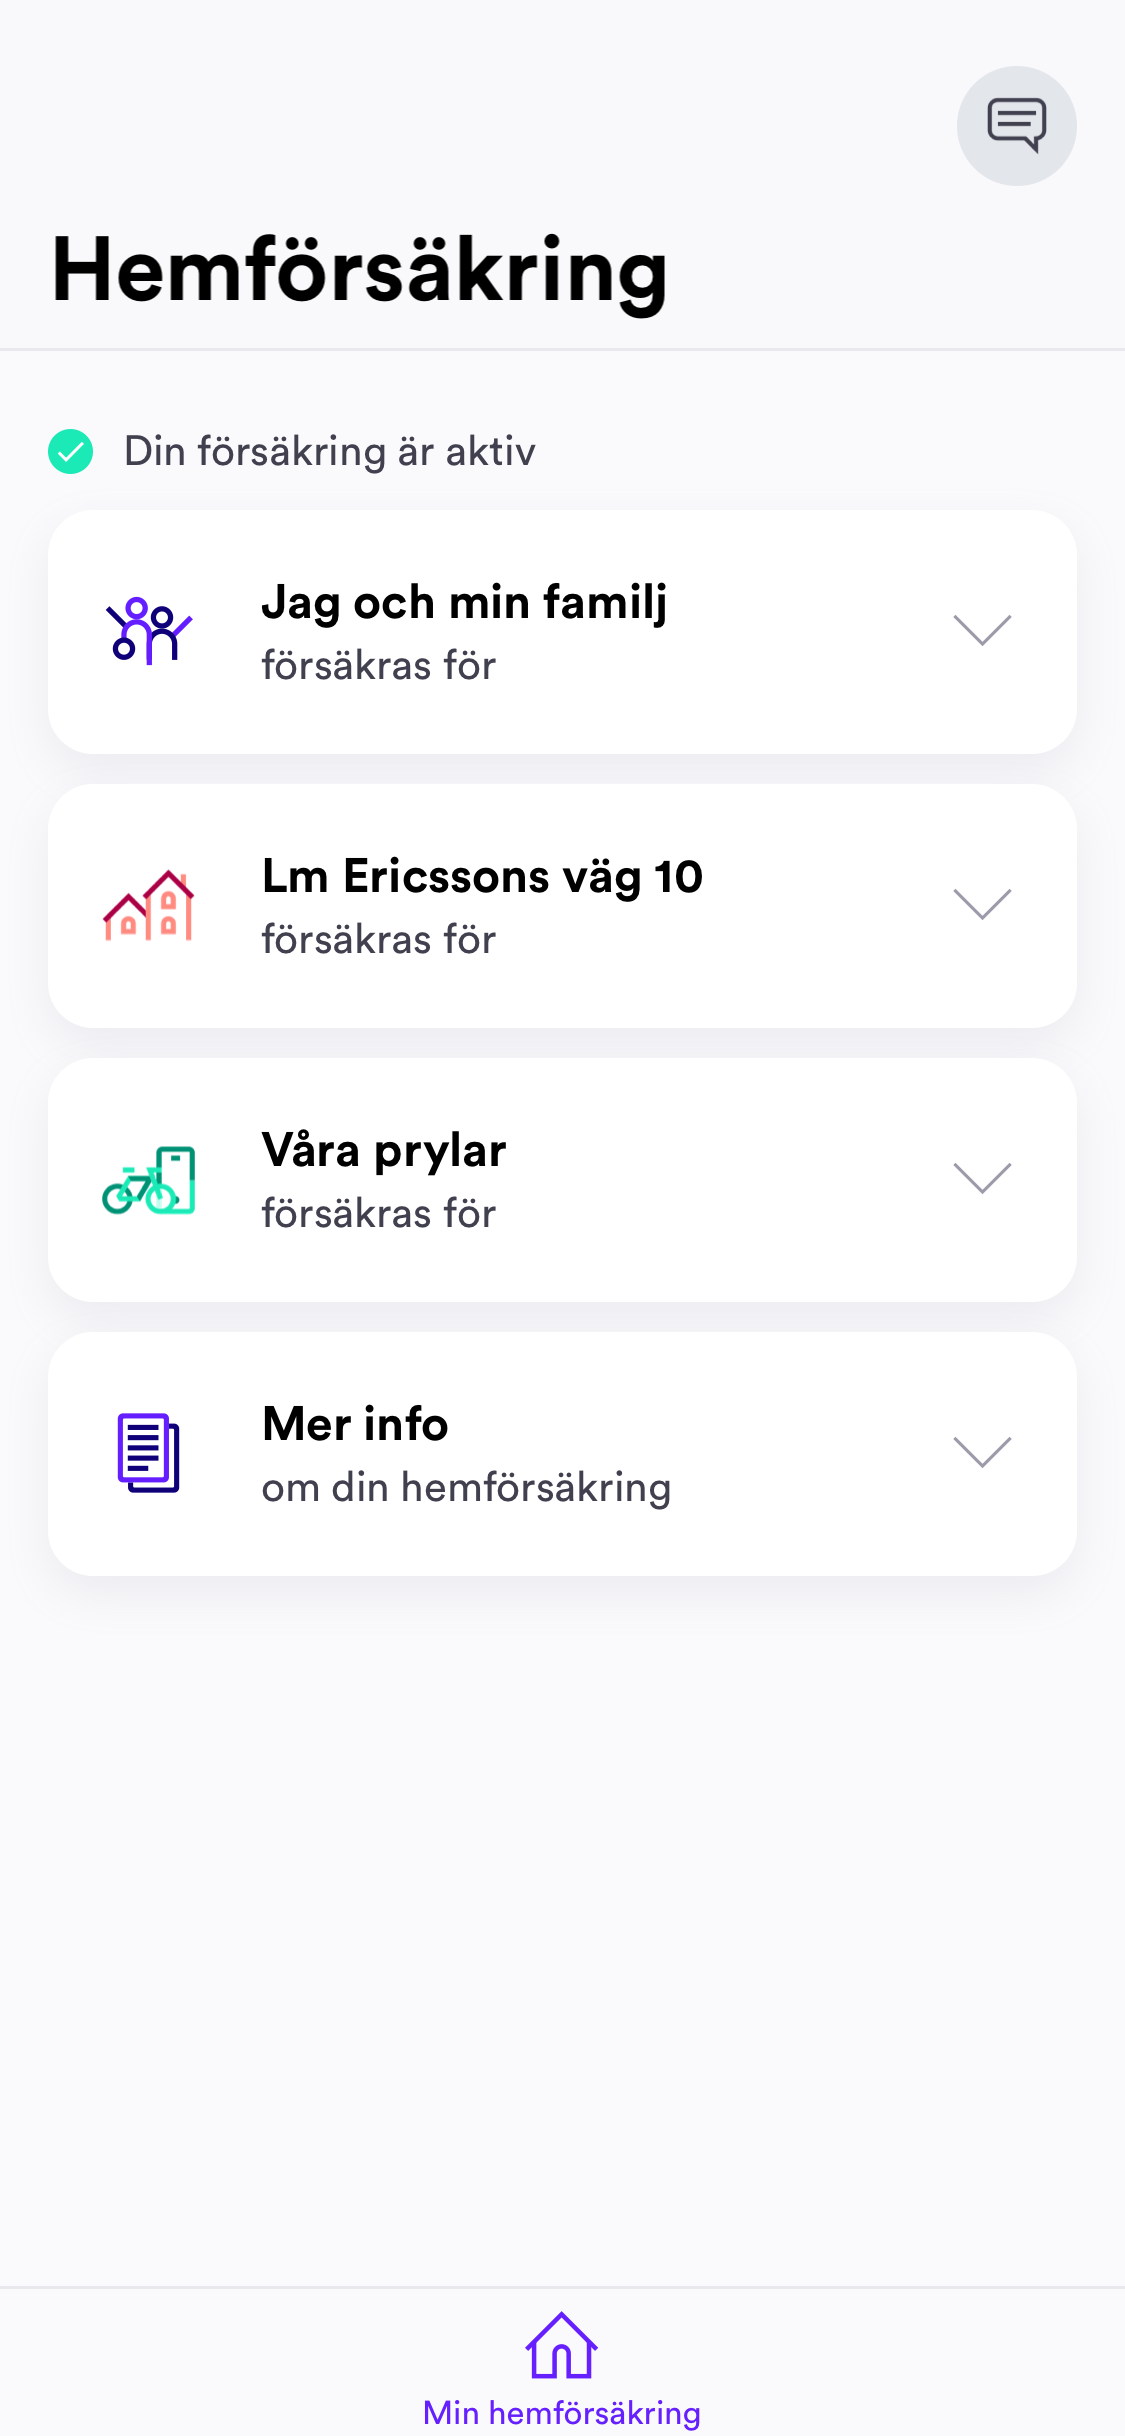 Hemförsäkring
Din försäkring är aktiv
Jag och min familj
försäkras för
Lm Ericssons väg 10
försäkras för
Våra prylar
försäkras för
Mer info
om din hemförsäkring
Min hemförsäkring